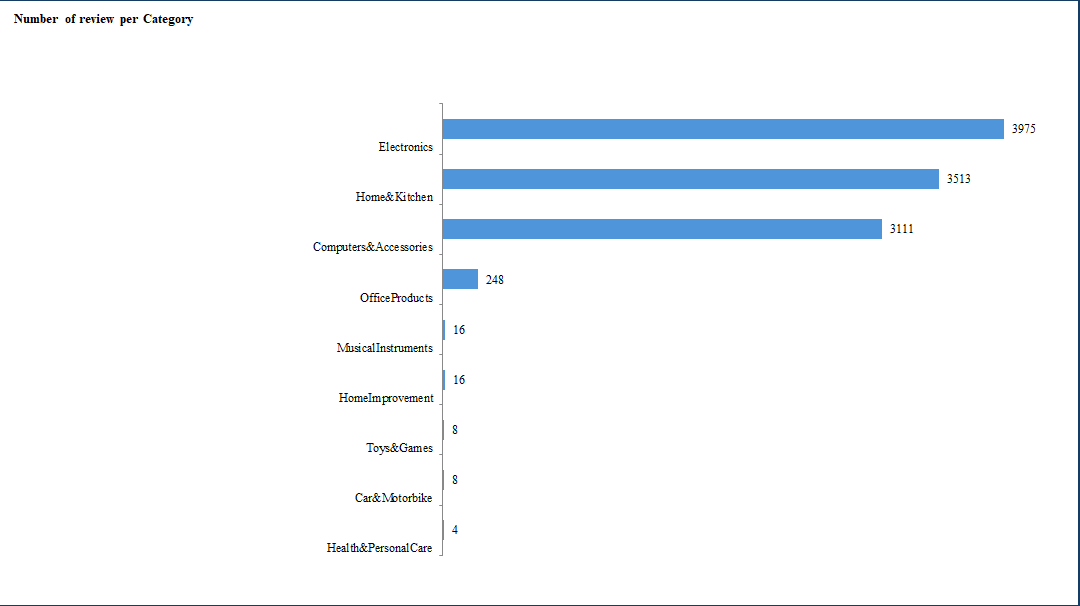 Number of review per Category
3975
Electronics
3513
Home&Kitchen
3111
Computers&Accessories
248
OfficeProducts
16
MusicalInstruments
16
HomeImprovement
8
Toys&Games
8
Car&Motorbike
4
Health&PersonalCare